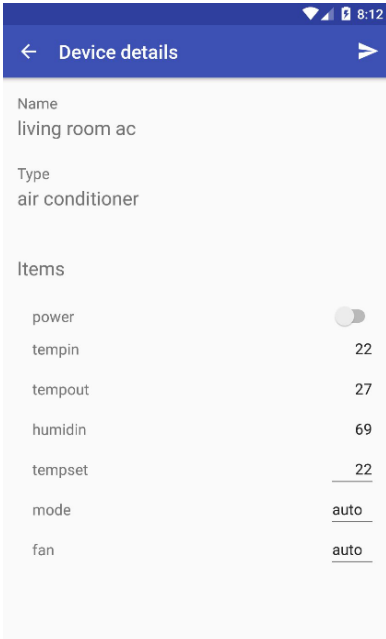 8:12
Device details
Name
living room ac
Type
air conditioner
Items
power
tempin 22
tempout 27
humidin 69
tempset 22
mode auto
fan auto